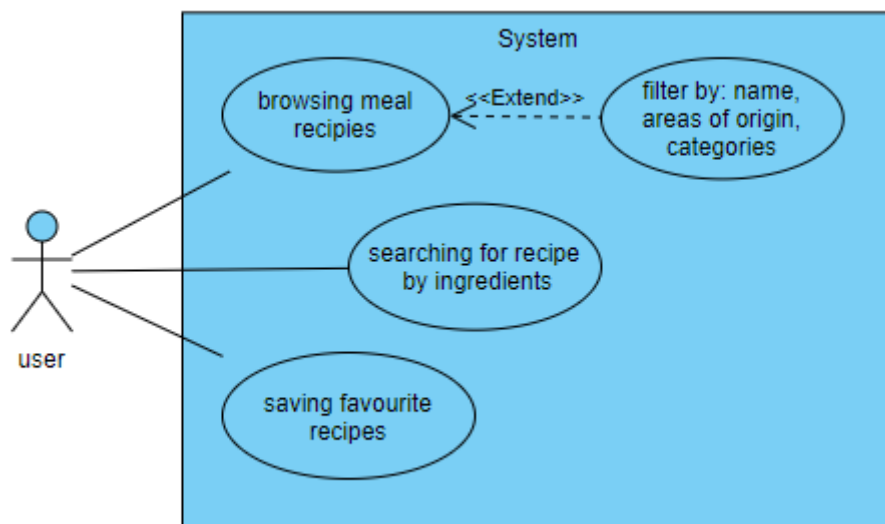 System
browsing meal
recipies
<<Extend>>
filter by: name,
areas of origin,
categories
searching for recipe
by ingredients
user
saving favourite
recipes